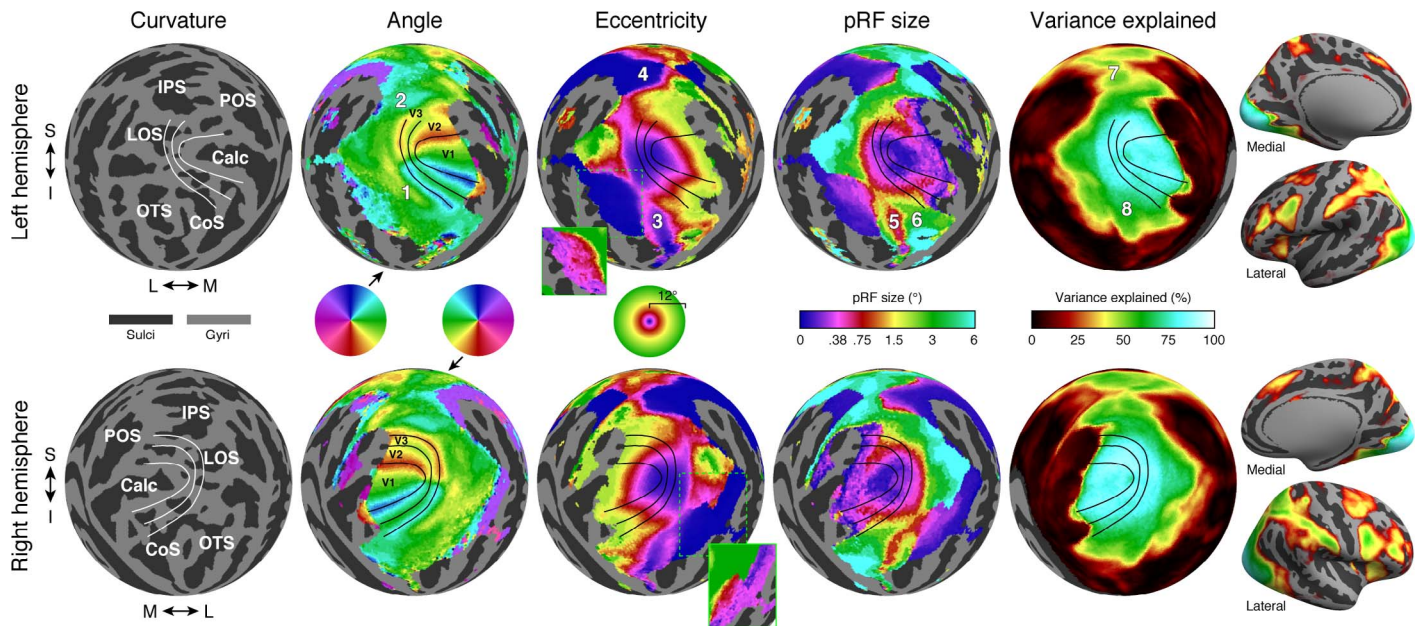 Curvature
Angle
Eccentricity
pRF size
Variance explained
Left hemisphere
S
I
IPS
POS
LOS
Calc
OTS
CoS
L
M
2
V3
V2
V1
1
4
3
5
6
7
8
Medial
Lateral
Sulci
Gyri
12°
pRF size (°)
0 .38 .75 1.5 3 6
Variance explained (%)
0 25 50 75 100
Right hemisphere
S
I
IPS
POS
LOS
Calc
CoS
OTS
M
L
V3
V2
V1
Medial
Lateral